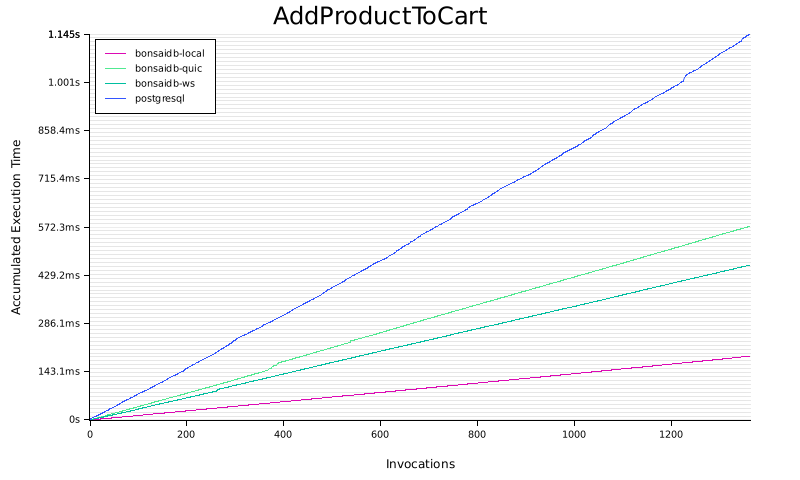 AddProductToCart
1.145s
1.001s
858.4ms
715.4ms
572.3ms
429.2ms
286.1ms
143.1ms
0s
Accumulated Execution Time
bonsaidb-local
bonsaidb-quic
bonsaidb-ws
postgresql
0 200 400 600 800 1000 1200
Invocations